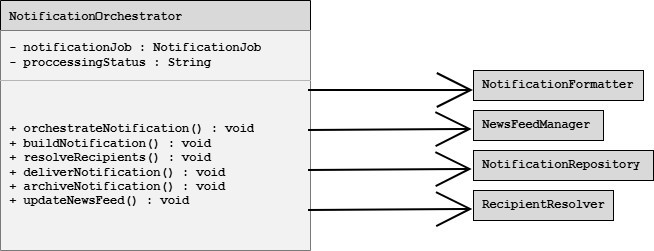 NotificationOrchestrator
- notificationJob : NotificationJob
- proccessingStatus : String
+ orchestrateNotification() : void
+ buildNotification() : void
+ resolveRecipients() : void
+ deliverNotification() : void
+ archiveNotification() : void
+ updateNewsFeed() : void
NotificationFormatter
NewsFeedManager
NotificationRepository
RecipientResolver